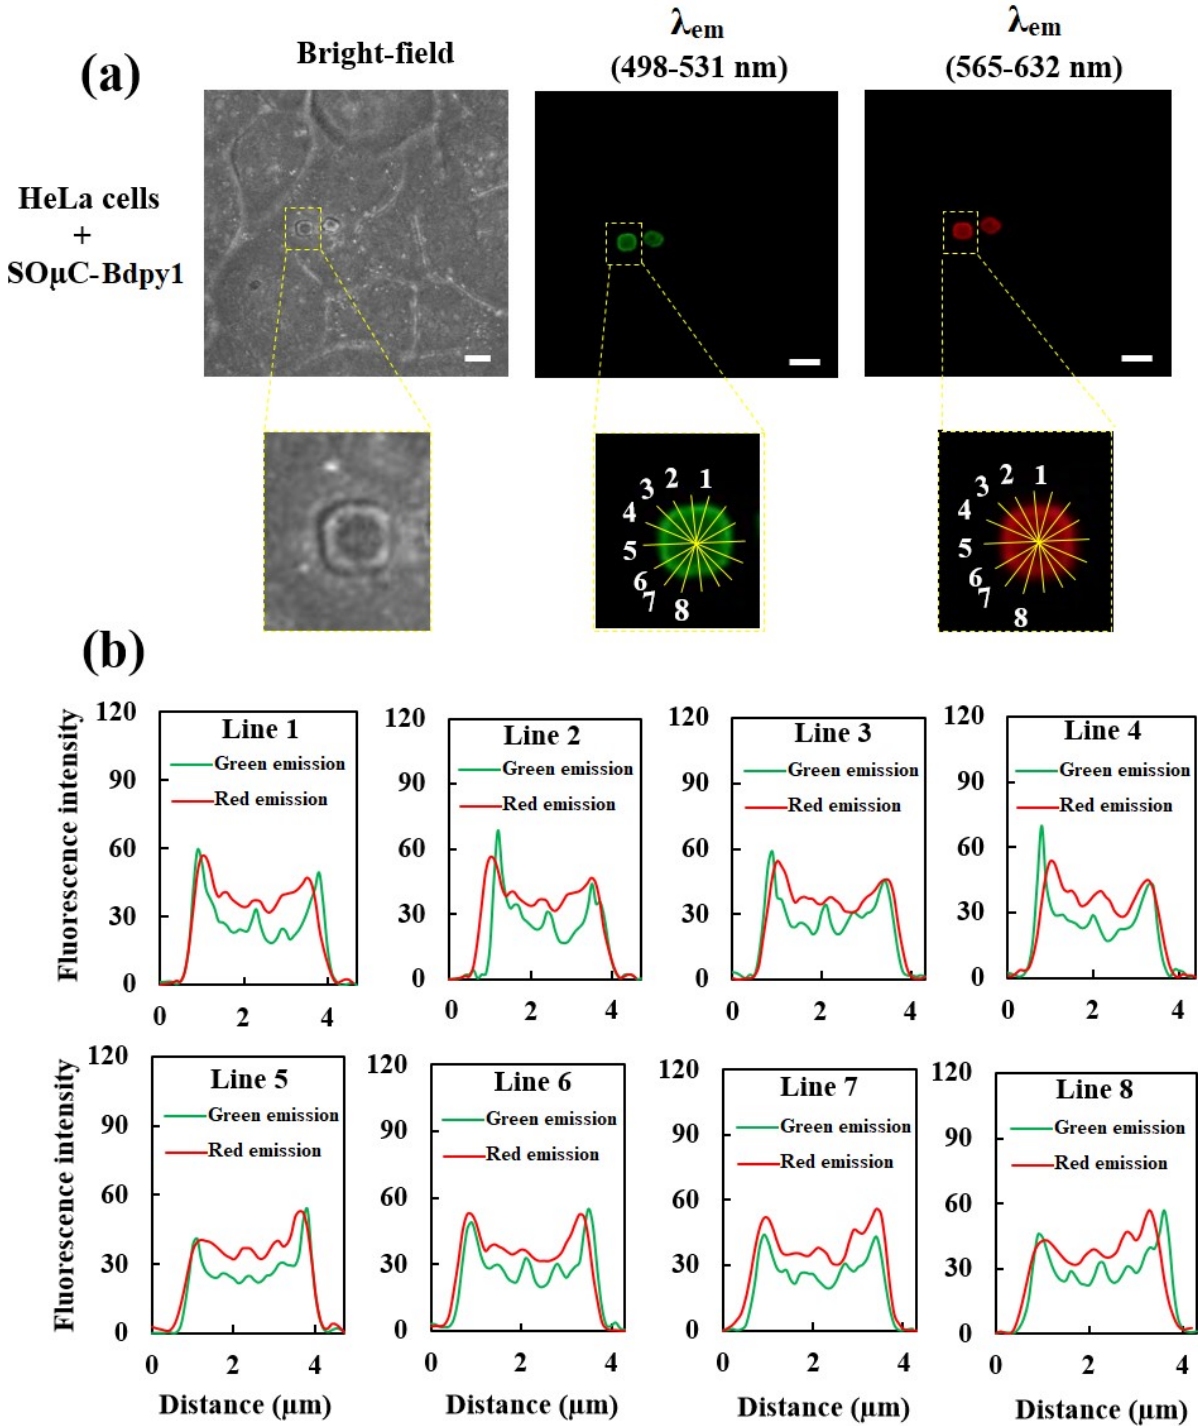 (a)
Bright-field
λem
(498-531 nm)
λem
(565-632 nm)
HeLa cells
+
SOμC-Bdpy1
1
2
3
4
5
6
7
8
1
2
3
4
5
6
7
8
(b)
Fluorescence intensity
120
90
60
30
0
Line 1
Green emission
Red emission
0 2 4
120
90
60
30
0
Line 2
Green emission
Red emission
0 2 4
120
90
60
30
0
Line 3
Green emission
Red emission
0 2 4
120
90
60
30
0
Line 4
Green emission
Red emission
0 2 4
Fluorescence intensity
120
90
60
30
0
Line 5
Green emission
Red emission
0 2 4
Distance (μm)
120
90
60
30
0
Line 6
Green emission
Red emission
0 2 4
Distance (μm)
120
90
60
30
0
Line 7
Green emission
Red emission
0 2 4
Distance (μm)
120
90
60
30
0
Line 8
Green emission
Red emission
0 2 4
Distance (μm)